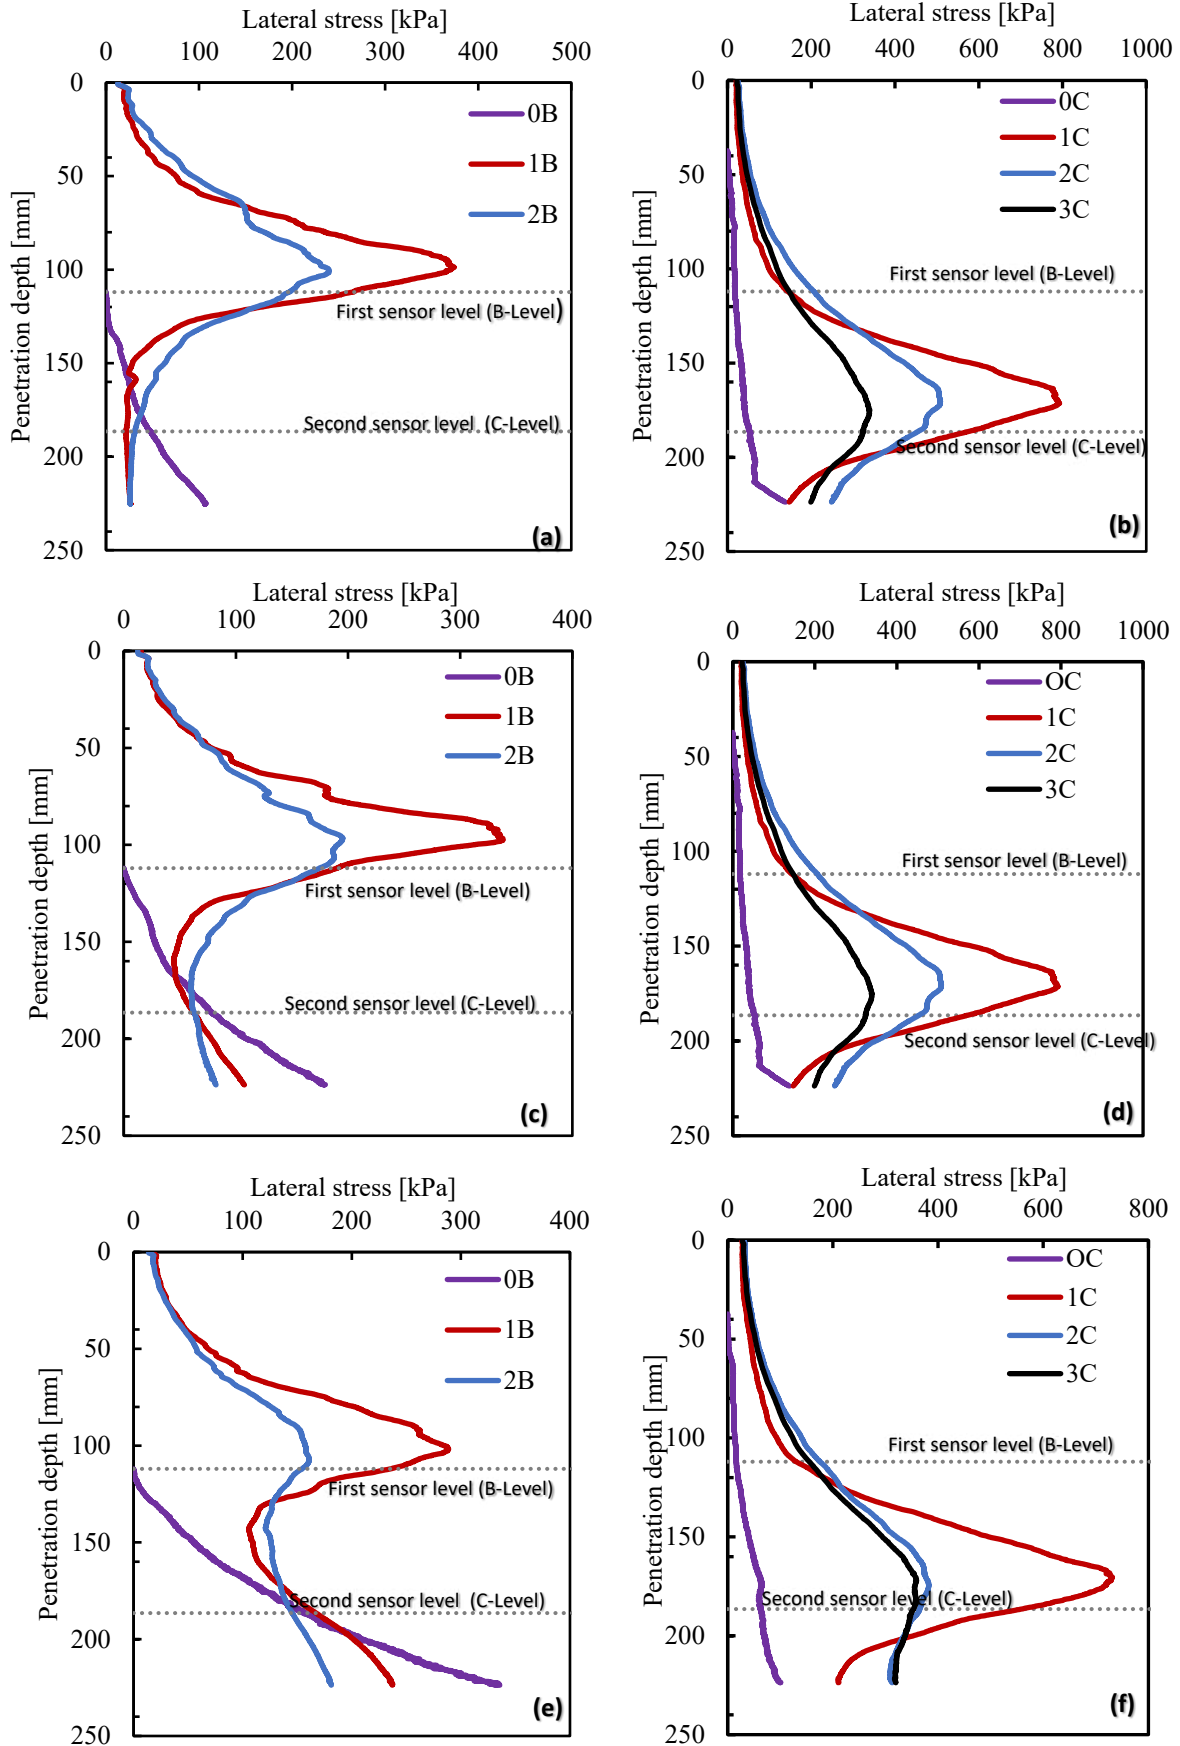 Lateral stress [kPa]
0 100 200 300 400 500
Penetration depth [mm]
0
50
100
150
200
250
0B
1B
2B
First sensor level (B-Level)
Second sensor level (C-Level)
(a)
Lateral stress [kPa]
0 200 400 600 800 1000
Penetration depth [mm]
0
50
100
150
200
250
0C
1C
2C
3C
First sensor level (B-Level)
Second sensor level (C-Level)
(b)
Lateral stress [kPa]
0 100 200 300 400
Penetration depth [mm]
0
50
100
150
200
250
0B
1B
2B
First sensor level (B-Level)
Second sensor level (C-Level)
(c)
Lateral stress [kPa]
0 200 400 600 800 1000
Penetration depth [mm]
0
50
100
150
200
250
OC
1C
2C
3C
First sensor level (B-Level)
Second sensor level (C-Level)
(d)
Lateral stress [kPa]
0 100 200 300 400
Penetration depth [mm]
0
50
100
150
200
250
0B
1B
2B
First sensor level (B-Level)
Second sensor level (C-Level)
(e)
Lateral stress [kPa]
0 200 400 600 800
Penetration depth [mm]
0
50
100
150
200
250
OC
1C
2C
3C
First sensor level (B-Level)
Second sensor level (C-Level)
(f)